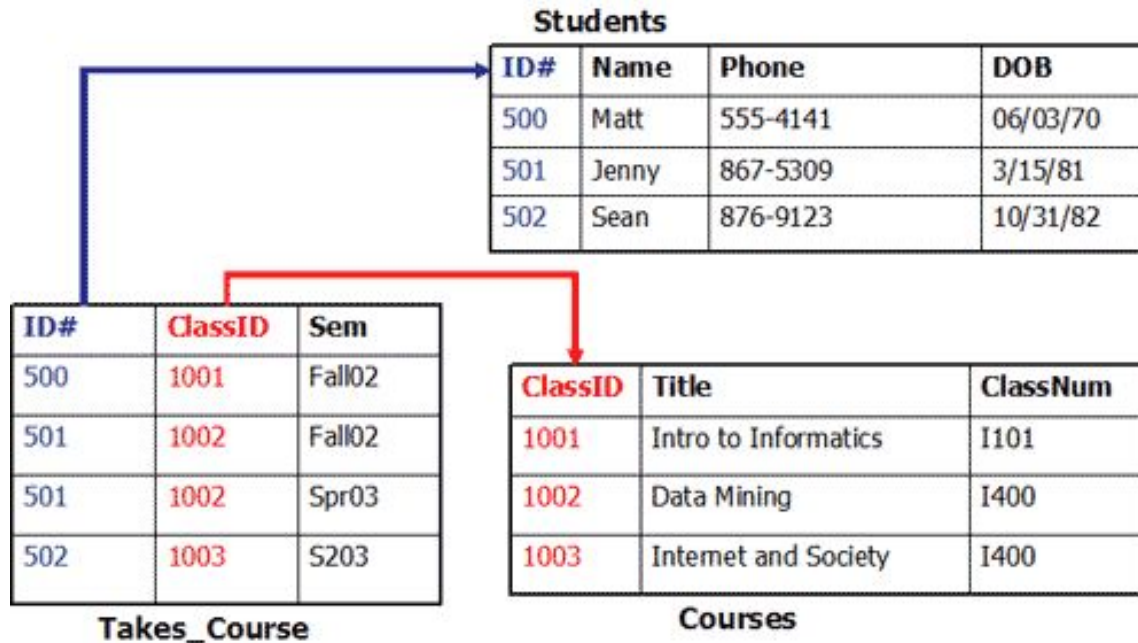 Students
ID# Name Phone DOB
500 Matt 555-4141 06/03/70
501 Jenny 867-5309 3/15/81
502 Sean 876-9123 10/31/82
ID# ClassID Sem
500 1001 Fall02
501 1002 Fall02
501 1002 Spr03
502 1003 S203
Takes_Course
ClassID Title ClassNum
1001 Intro to Informatics I101
1002 Data Mining I400
1003 Internet and Society I400
Courses